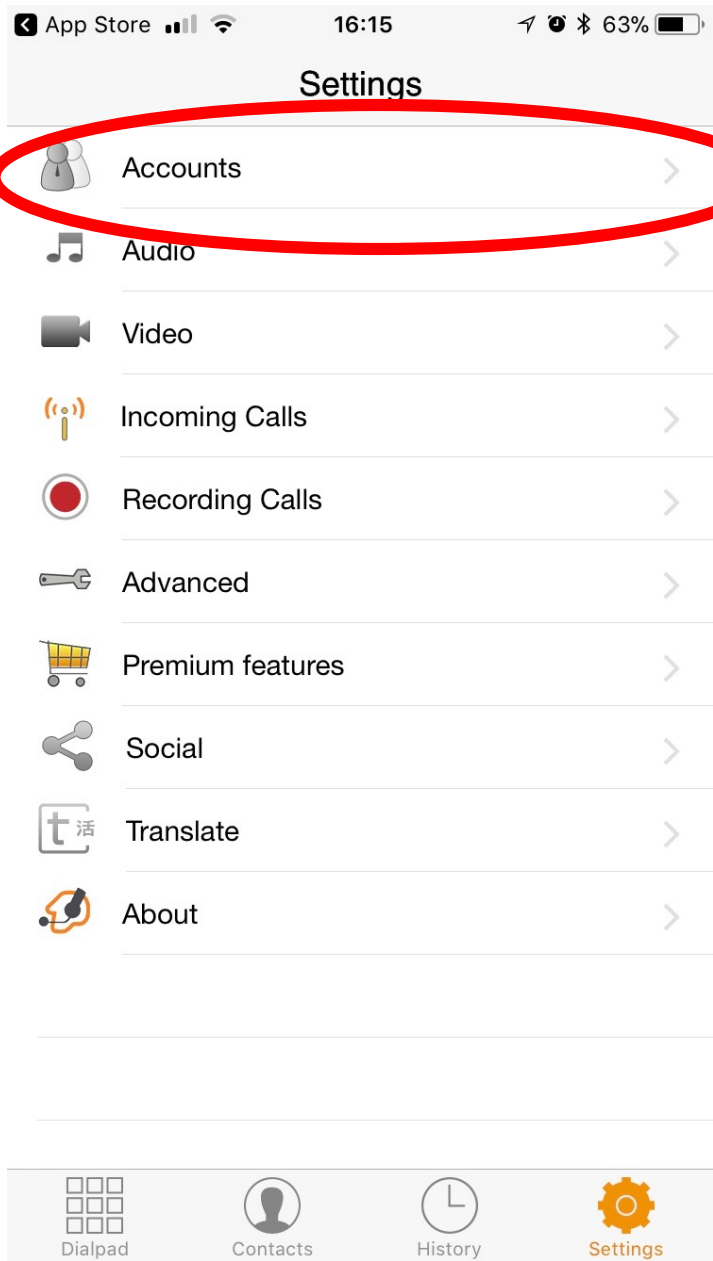 App Store 16:15 63%
Settings
Accounts
Audio
Video
Incoming Calls
Recording Calls
Advanced
Premium features
Social
t 活 Translate
About
Dialpad Contacts History Settings